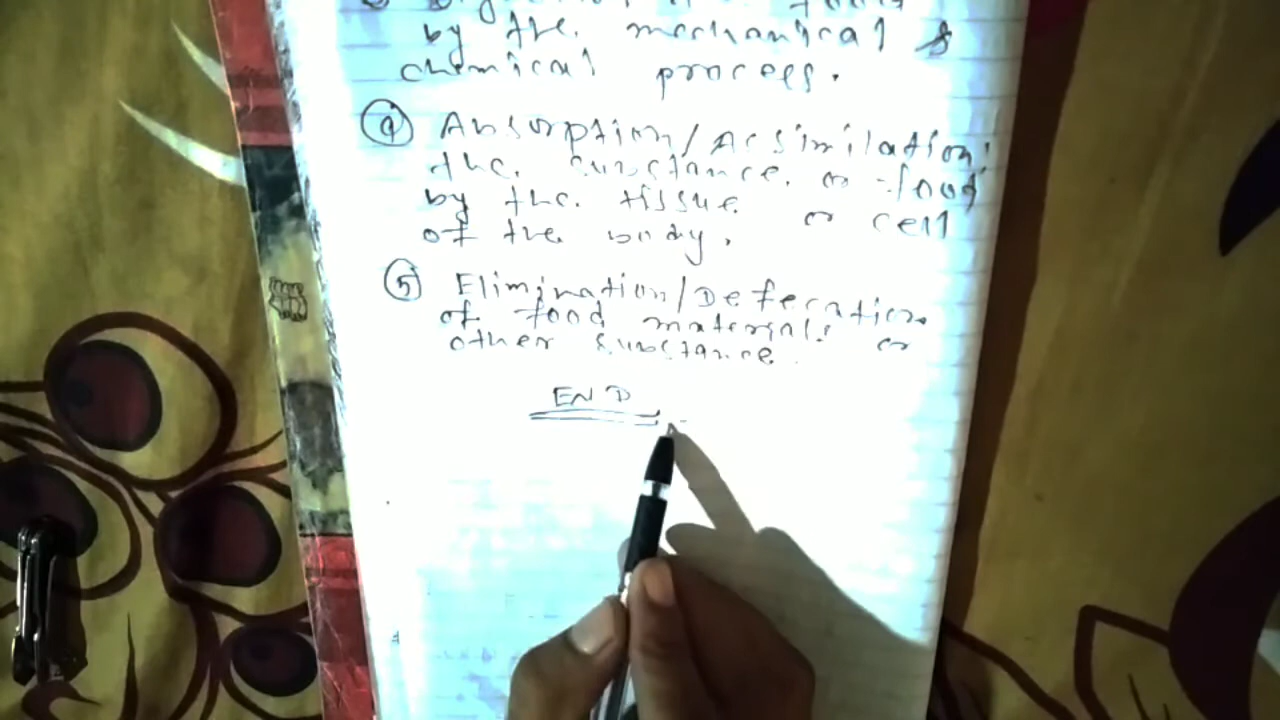 by the mechanical &
chemical process.
④ Absorption/Assimilation:
the substance or food
by the tissue or cell
of the body.
⑤ Elimination/Defecation
of food materials or
other substance.
END